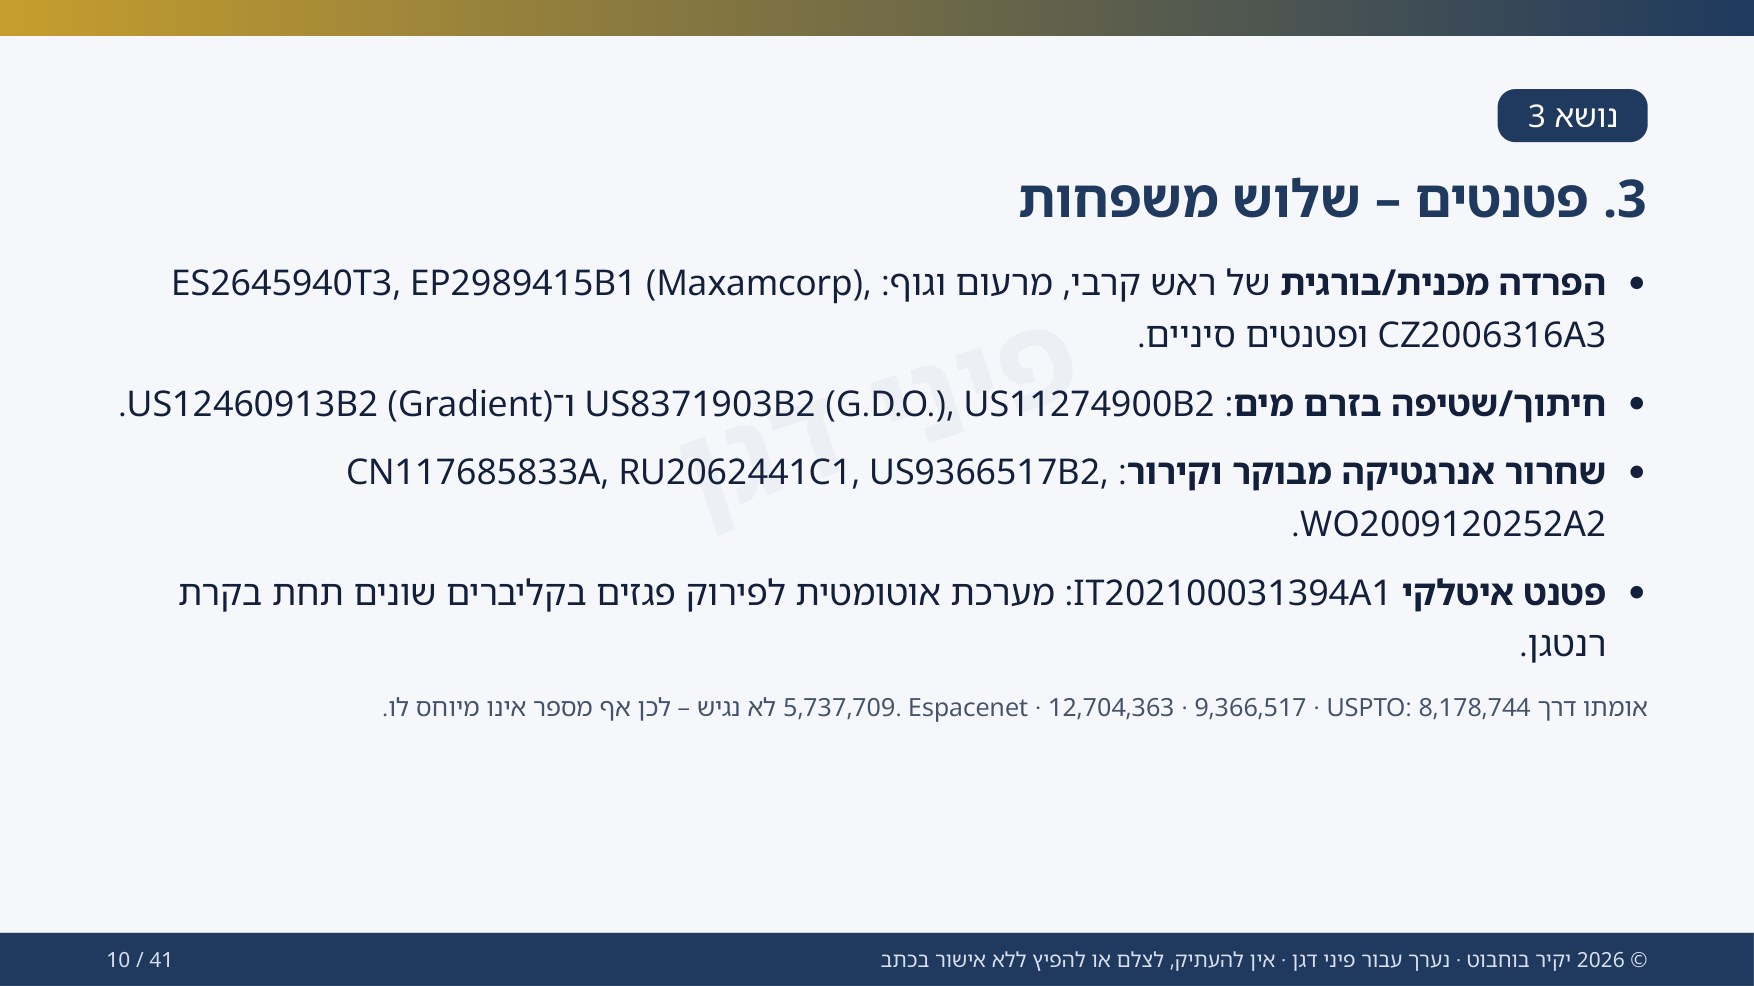 נושא 3
3. פטנטים – שלוש משפחות
• הפרדה מכנית/בורגית של ראש קרבי, מרעום וגוף: ES2645940T3, EP2989415B1 (Maxamcorp),
CZ2006316A3 ופטנטים סיניים.
• חיתוך/שטיפה בזרם מים: US8371903B2 (G.D.O.), US11274900B2 ו־US12460913B2 (Gradient).
• שחרור אנרגטיקה מבוקר וקירור: CN117685833A, RU2062441C1, US9366517B2,
WO2009120252A2.
• פטנט איטלקי IT202100031394A1: מערכת אוטומטית לפירוק פגזים בקליברים שונים תחת בקרת
רנטגן.
אומתו דרך USPTO: 8,178,744 · 9,366,517 · 12,704,363 · 5,737,709. Espacenet לא נגיש – לכן אף מספר אינו מיוחס לו.
פיני דגן
© 2026 יקיר בוחבוט · נערך עבור פיני דגן · אין להעתיק, לצלם או להפיץ ללא אישור בכתב
10 / 41